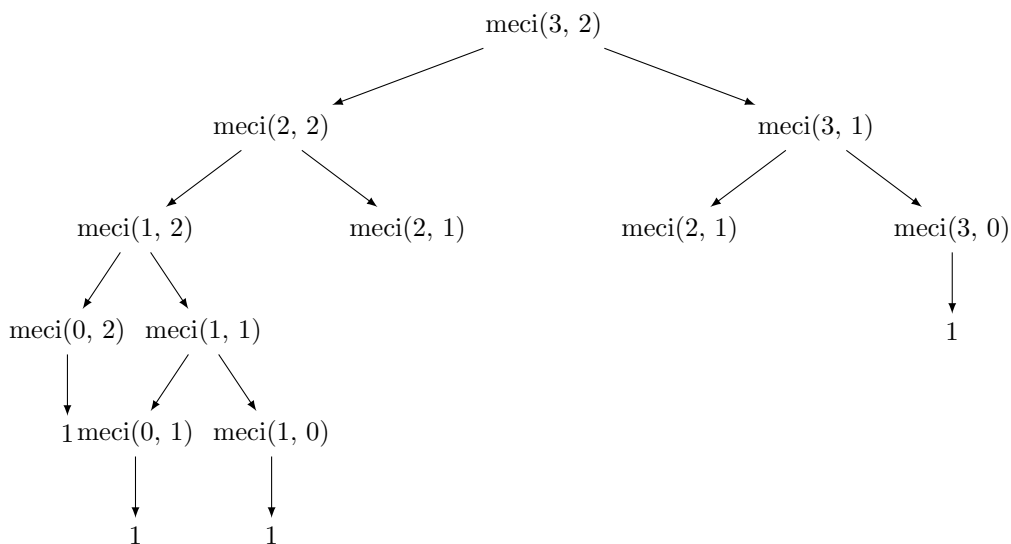 meci(3, 2)
meci(2, 2) meci(3, 1)
meci(1, 2) meci(2, 1) meci(2, 1) meci(3, 0)
meci(0, 2) meci(1, 1) 1
1 meci(0, 1) meci(1, 0)
1 1